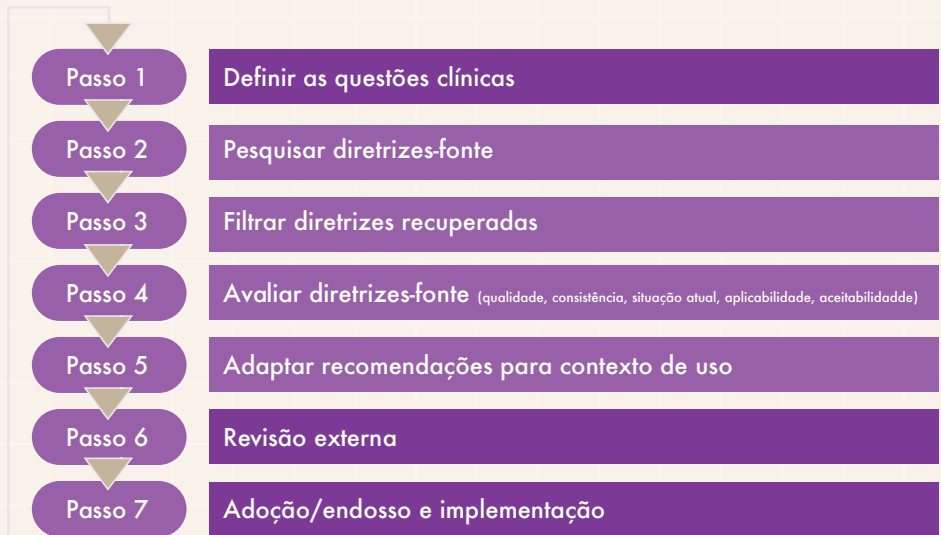 Passo 1 Definir as questões clínicas
Passo 2 Pesquisar diretrizes-fonte
Passo 3 Filtrar diretrizes recuperadas
Passo 4 Avaliar diretrizes-fonte (qualidade, consistência, situação atual, aplicabilidade, aceitabilidadde)
Passo 5 Adaptar recomendações para contexto de uso
Passo 6 Revisão externa
Passo 7 Adoção/endosso e implementação